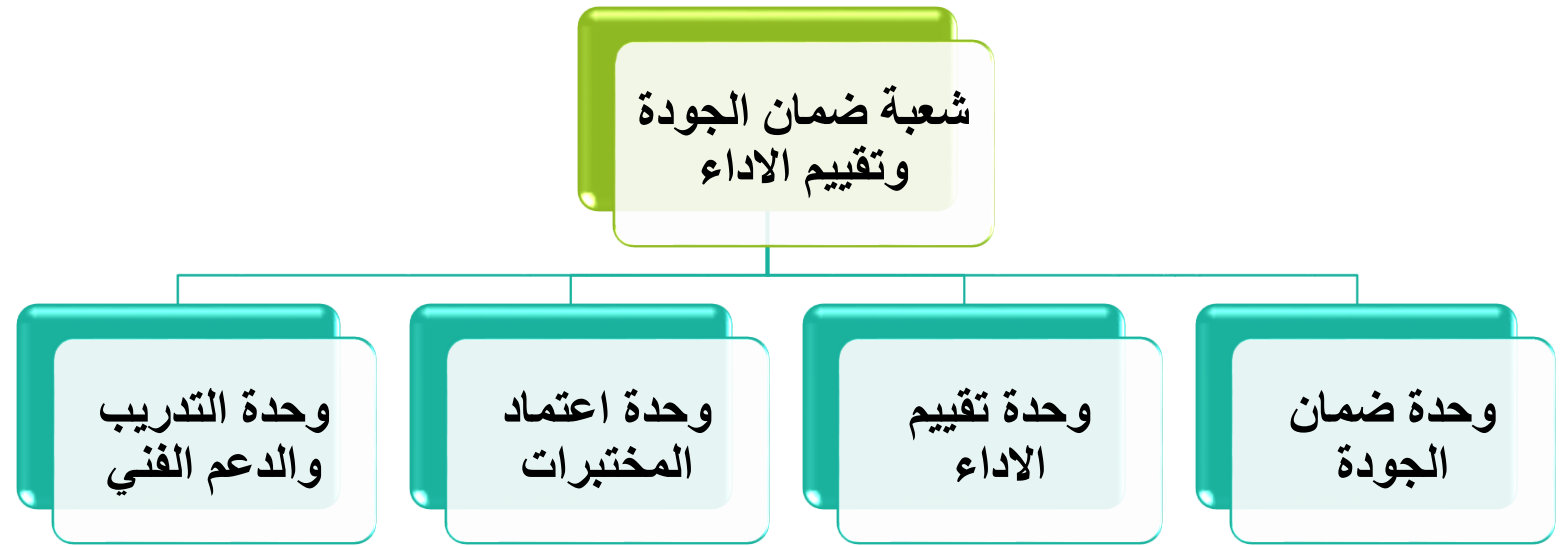 شعبة ضمان الجودة
وتقييم الاداء
وحدة ضمان
الجودة
وحدة تقييم
الاداء
وحدة اعتماد
المختبرات
وحدة التدريب
والدعم الفني